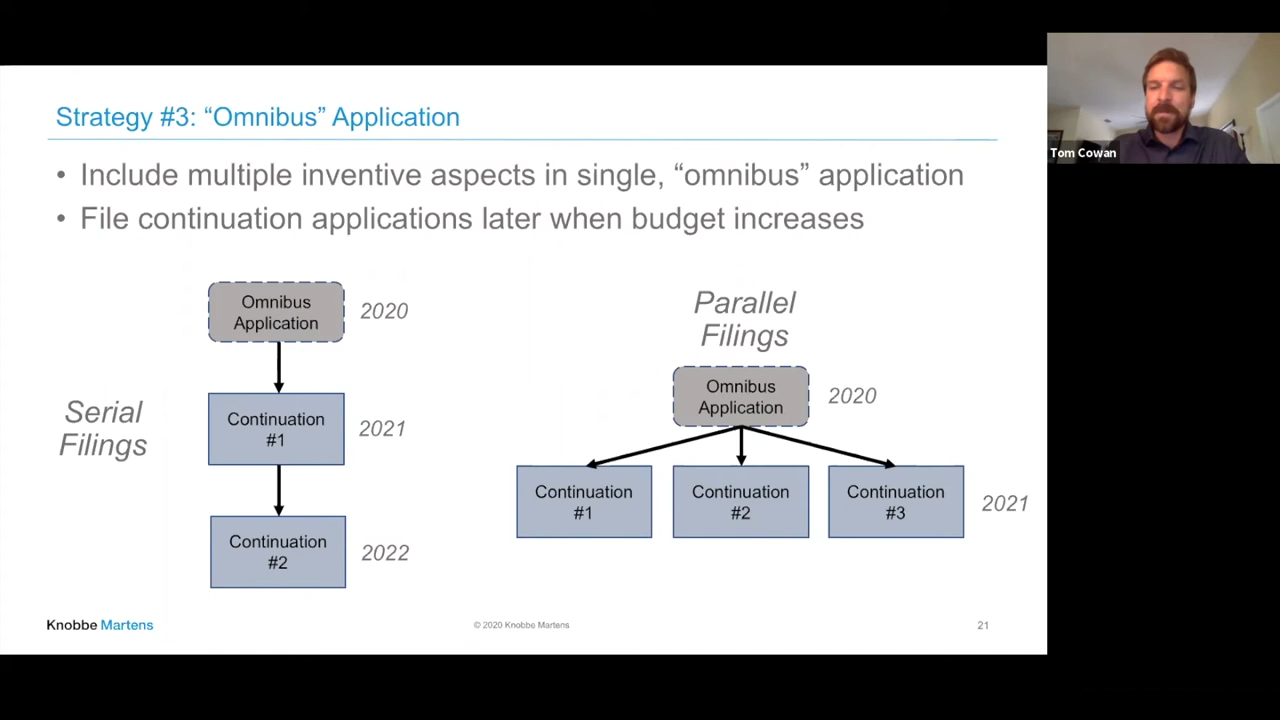 Strategy #3: “Omnibus” Application
• Include multiple inventive aspects in single, “omnibus” application
• File continuation applications later when budget increases
Serial
Filings
Omnibus
Application
2020
Continuation
#1
2021
Continuation
#2
2022
Parallel
Filings
Omnibus
Application
2020
Continuation
#1
Continuation
#2
Continuation
#3
2021
Knobbe Martens
© 2020 Knobbe Martens
21
Tom Cowan